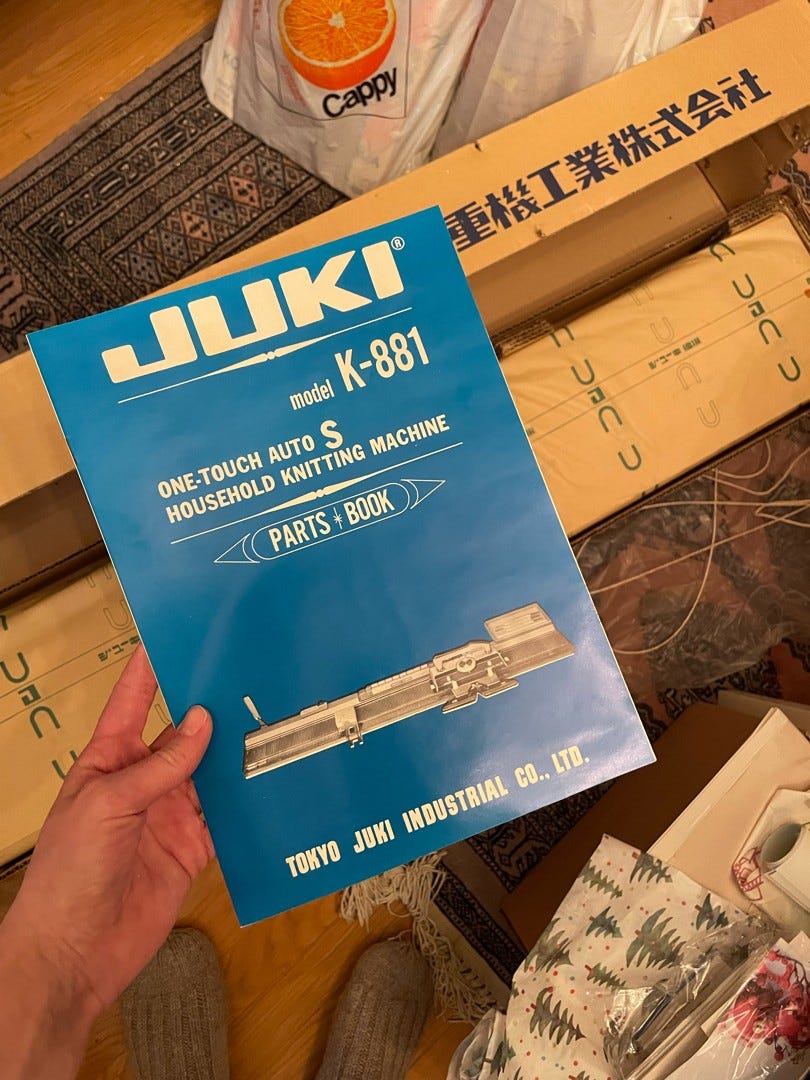 Cappy
重機工業株式会社
JUKI®
model K-881
ONE-TOUCH AUTO S
HOUSEHOLD KNITTING MACHINE
PARTS BOOK
TOKYO JUKI INDUSTRIAL CO., LTD.